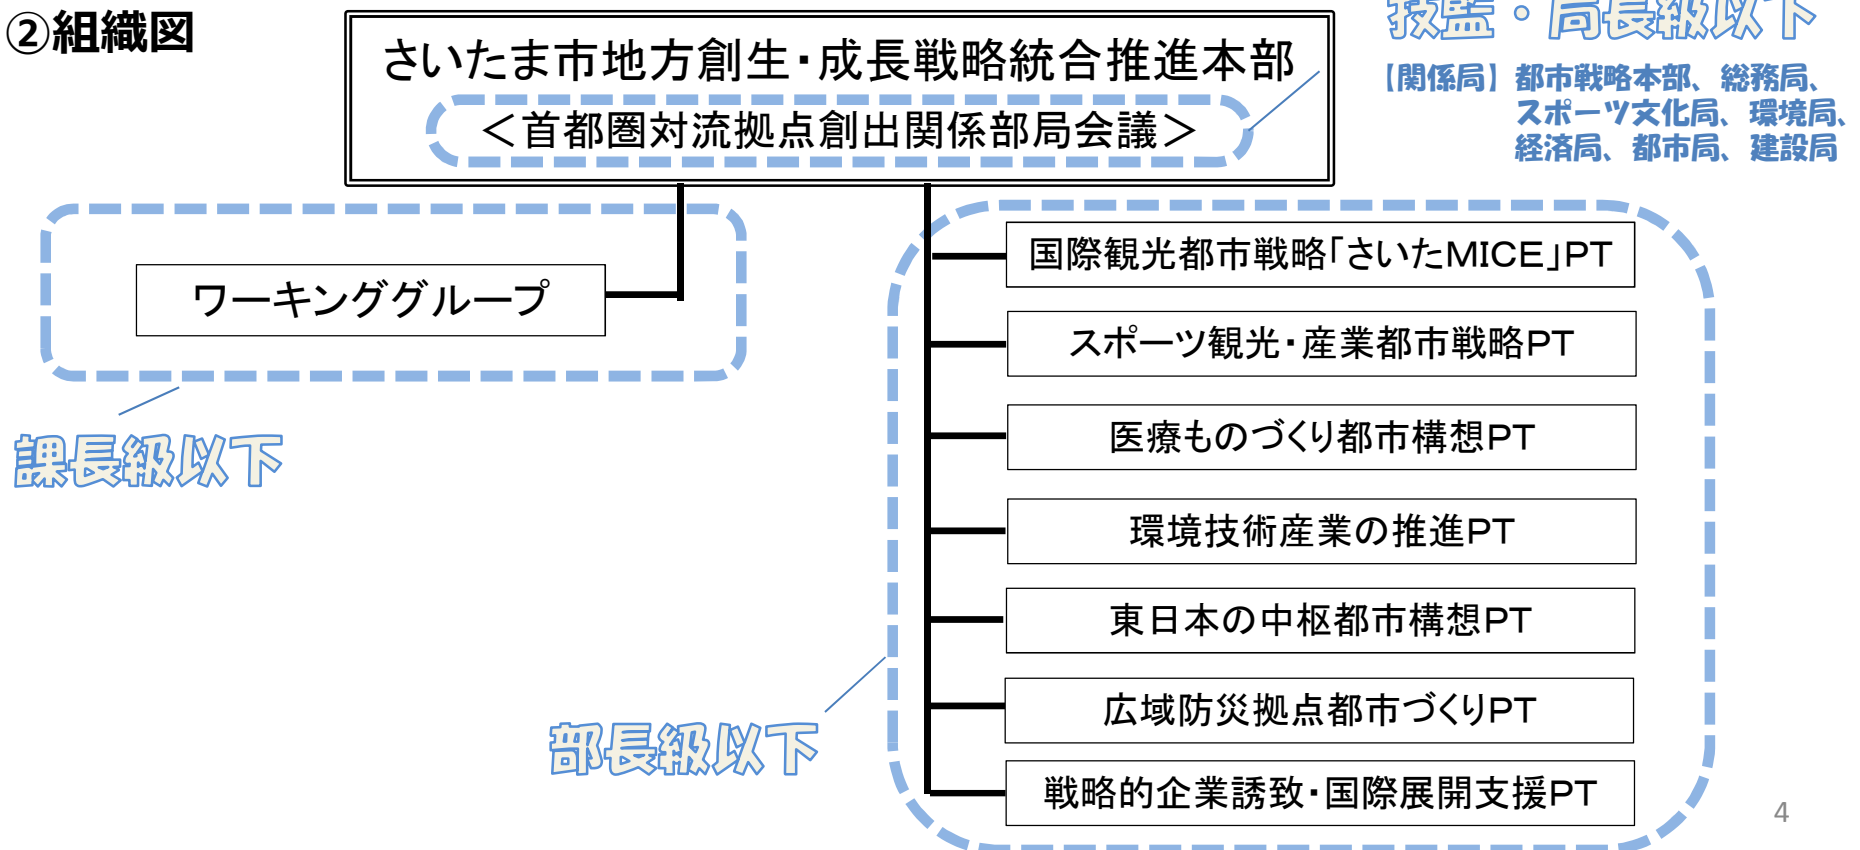 ②組織図
さいたま市地方創生・成長戦略統合推進本部
＜首都圏対流拠点創出関係部局会議＞
技監・局長級以下
【関係局】都市戦略本部、総務局、
スポーツ文化局、環境局、
経済局、都市局、建設局
ワーキンググループ
課長級以下
国際観光都市戦略「さいたMICE」PT
スポーツ観光・産業都市戦略PT
医療ものづくり都市構想PT
環境技術産業の推進PT
東日本の中枢都市構想PT
広域防災拠点都市づくりPT
戦略的企業誘致・国際展開支援PT
部長級以下
4